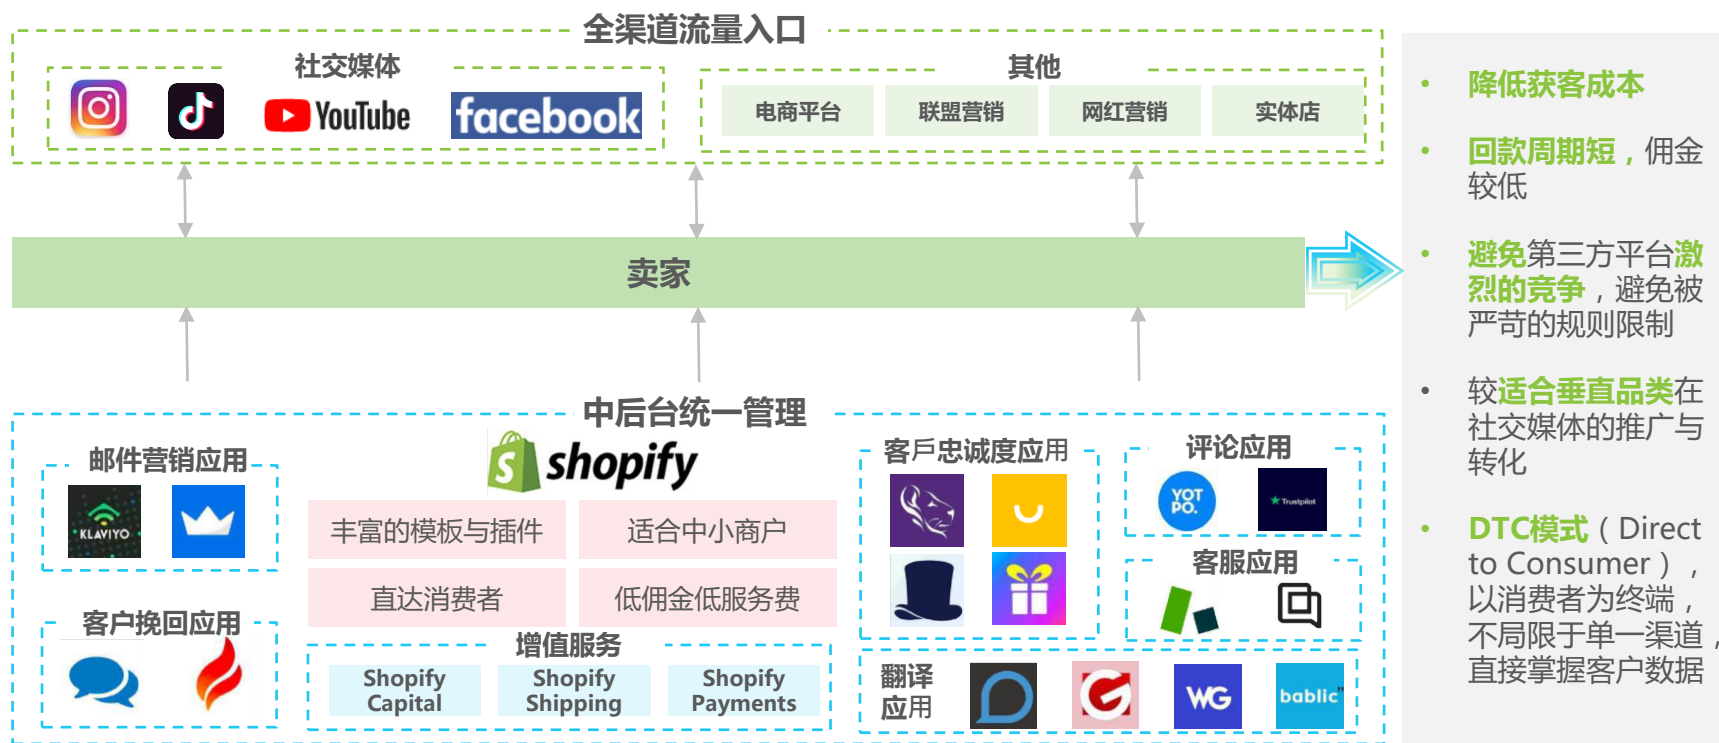 全渠道流量入口
社交媒体
YouTube
facebook
其他
电商平台
联盟营销
网红营销
实体店
卖家
中后台统一管理
邮件营销应用
KLAVIYO
客户挽回应用
shopify
丰富的模板与插件
适合中小商户
直达消费者
低佣金低服务费
增值服务
Shopify
Capital
Shopify
Shipping
Shopify
Payments
客戶忠诚度应用
评论应用
YOT
PO.
Trustpilot
客服应用
翻译
应用
G
WG
bablic"
• 降低获客成本
• 回款周期短，佣金
较低
• 避免第三方平台激
烈的竞争，避免被
严苛的规则限制
• 较适合垂直品类在
社交媒体的推广与
转化
• DTC模式（Direct
to Consumer），
以消费者为终端，
不局限于单一渠道，
直接掌握客户数据